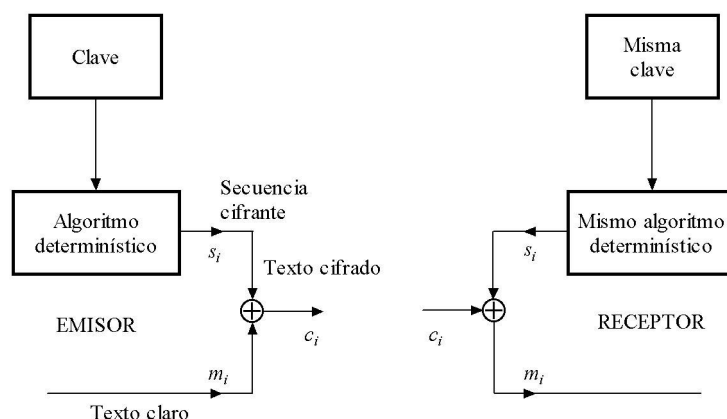 Clave
Misma
clave
Algoritmo
determinístico
Secuencia
cifrante
s_i
Texto cifrado
c_i
EMISOR
m_i
Texto claro
Mismo algoritmo
determinístico
s_i
c_i
RECEPTOR
m_i